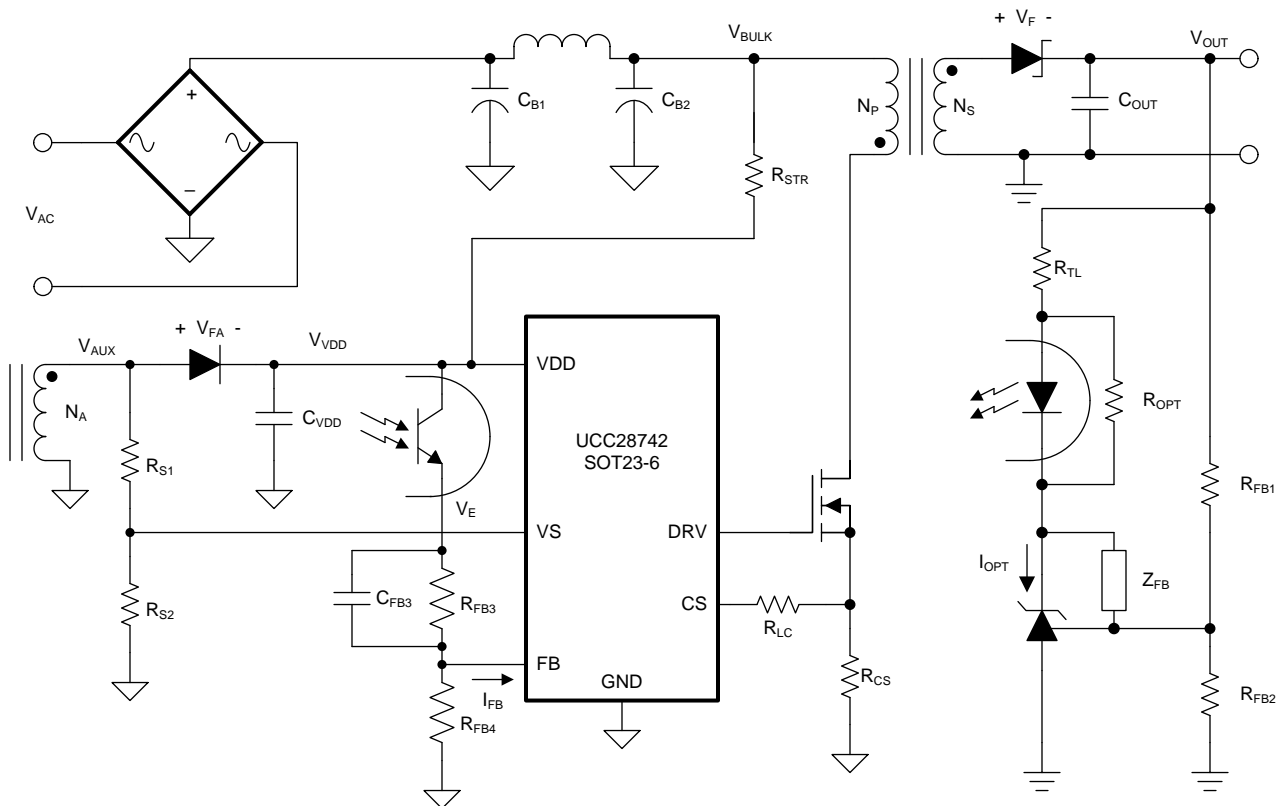 + V_F -
V_BULK
V_OUT
+
C_B1
C_B2
N_P
N_S
C_OUT
R_STR
–
V_AC
R_TL
+ V_FA -
V_AUX
V_VDD
VDD
N_A
C_VDD
R_OPT
UCC28742
SOT23-6
R_S1
R_FB1
V_E
VS
DRV
I_OPT
Z_FB
C_FB3
R_FB3
R_S2
CS
R_LC
FB
GND
R_CS
I_FB
R_FB4
R_FB2